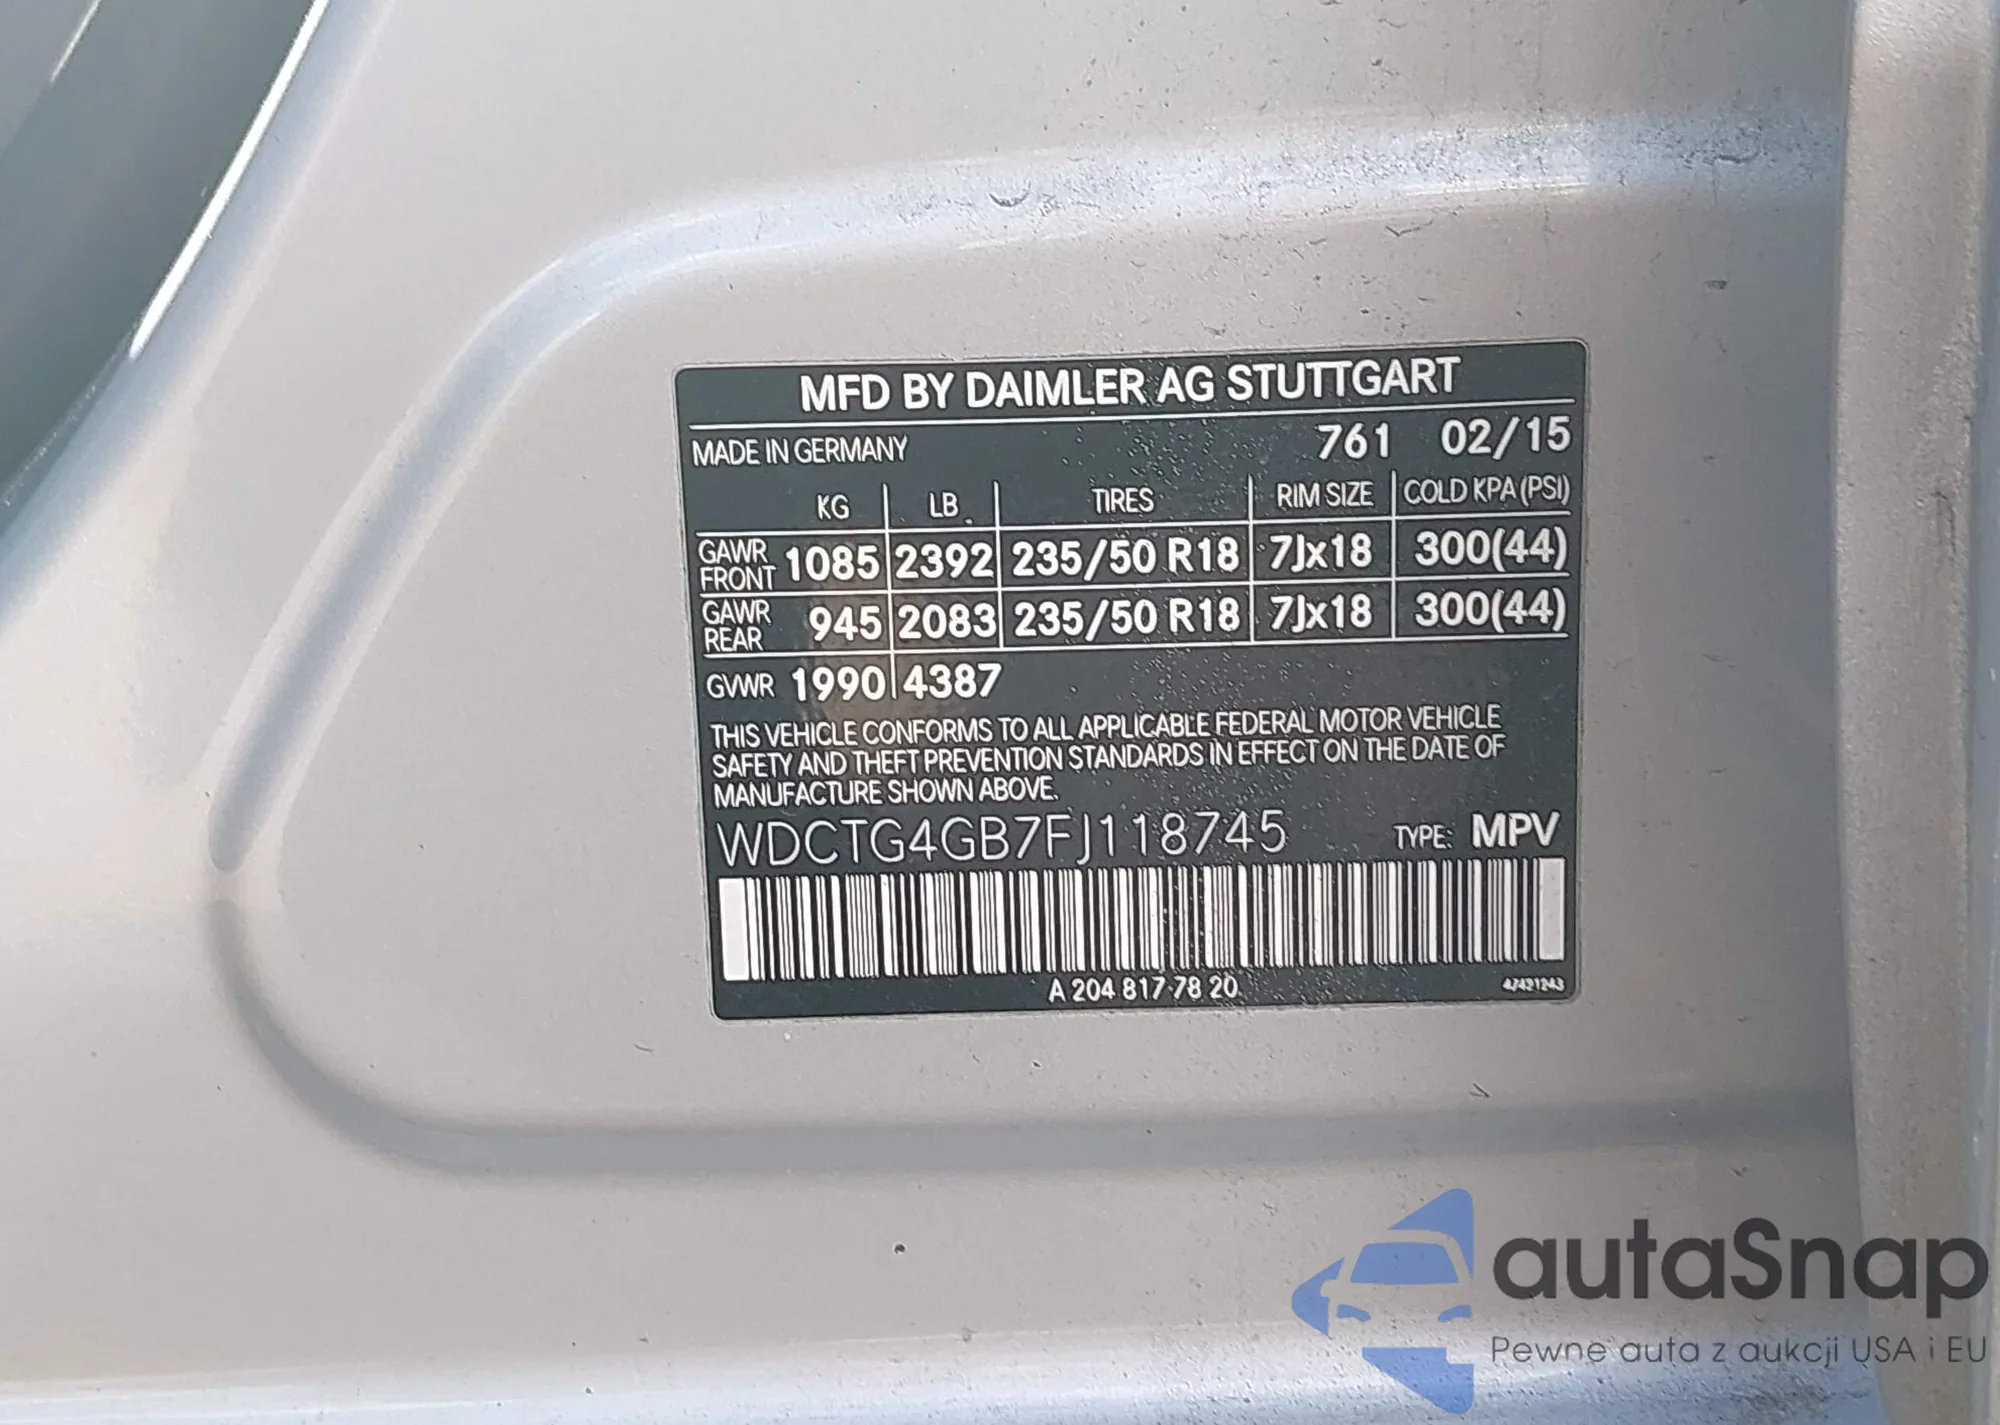 MFD BY DAIMLER AG STUTTGART
MADE IN GERMANY 761 02/15
KG LB TIRES RIM SIZE COLD KPA (PSI)
GAWR FRONT 1085 2392 235/50 R18 7Jx18 300(44)
GAWR REAR 945 2083 235/50 R18 7Jx18 300(44)
GVWR 1990 4387
THIS VEHICLE CONFORMS TO ALL APPLICABLE FEDERAL MOTOR VEHICLE
SAFETY AND THEFT PREVENTION STANDARDS IN EFFECT ON THE DATE OF
MANUFACTURE SHOWN ABOVE.
WDCTG4GB7FJ118745 TYPE: MPV
A 204 817 78 20
autaSnap
Pewne auta z aukcji USA i EU